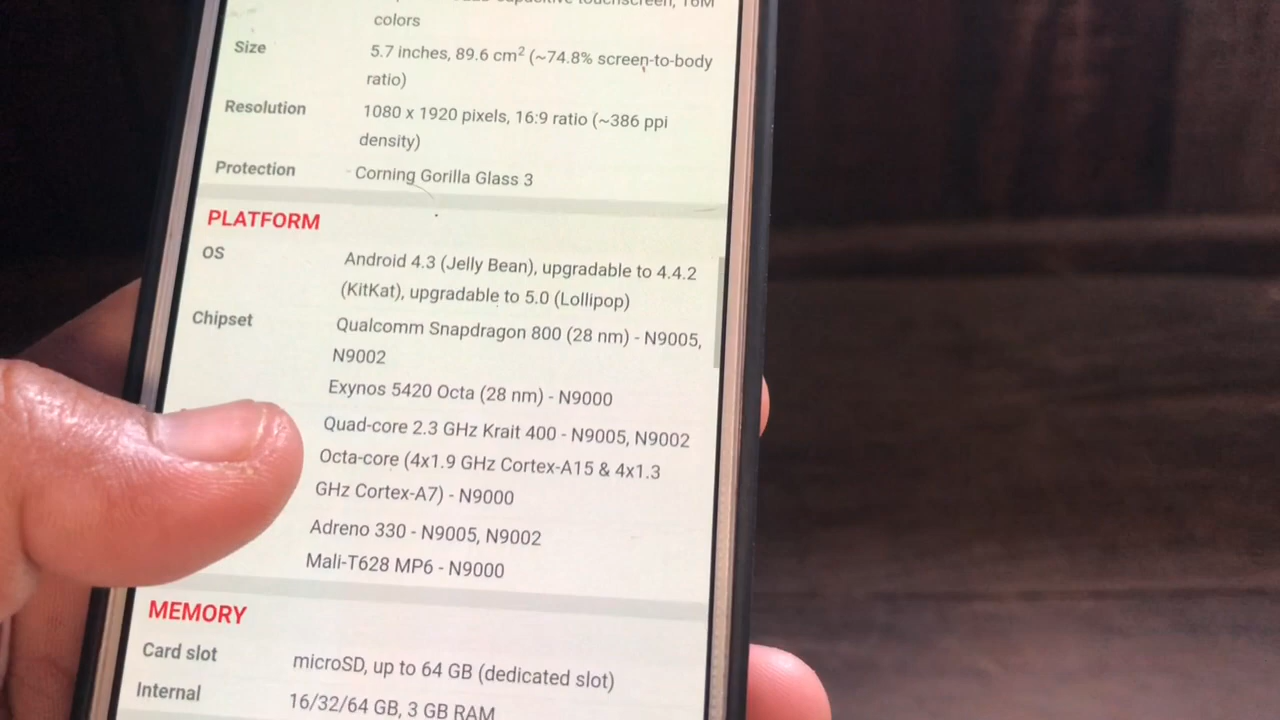 capacitive touchscreen, 16M
colors
Size 5.7 inches, 89.6 cm² (~74.8% screen-to-body
ratio)
Resolution 1080 x 1920 pixels, 16:9 ratio (~386 ppi
density)
Protection Corning Gorilla Glass 3
PLATFORM
OS Android 4.3 (Jelly Bean), upgradable to 4.4.2
(KitKat), upgradable to 5.0 (Lollipop)
Chipset Qualcomm Snapdragon 800 (28 nm) - N9005,
N9002
Exynos 5420 Octa (28 nm) - N9000
Quad-core 2.3 GHz Krait 400 - N9005, N9002
Octa-core (4x1.9 GHz Cortex-A15 & 4x1.3
GHz Cortex-A7) - N9000
Adreno 330 - N9005, N9002
Mali-T628 MP6 - N9000
MEMORY
Card slot microSD, up to 64 GB (dedicated slot)
Internal 16/32/64 GB, 3 GB RAM